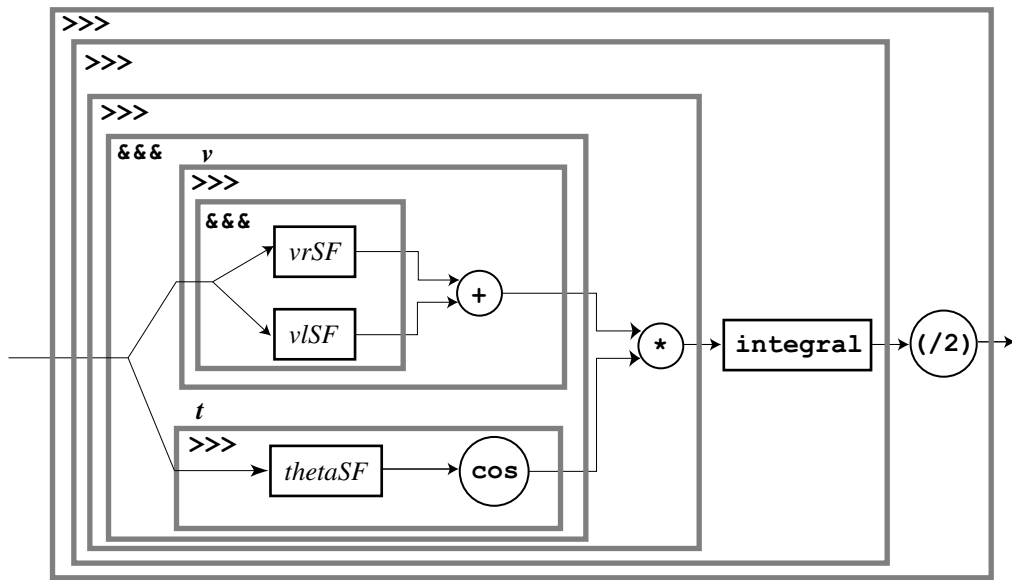 >>>
>>>
>>>
&&& v
>>>
&&&
vrSF
+
vlSF
*
integral
(/2)
t
>>>
thetaSF
cos